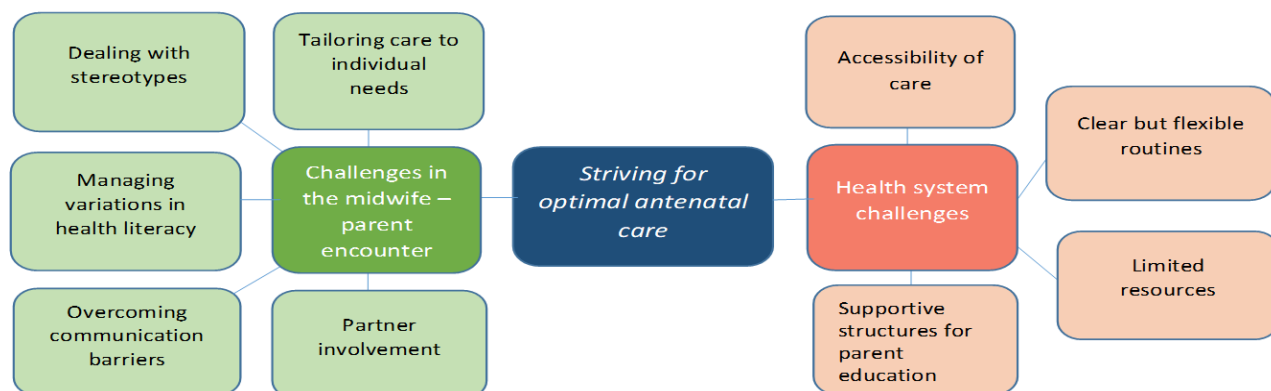 Dealing with
stereotypes
Tailoring care to
individual
needs
Managing
variations in
health literacy
Challenges in
the midwife –
parent
encounter
Overcoming
communication
barriers
Partner
involvement
Striving for
optimal antenatal
care
Accessibility of
care
Health system
challenges
Clear but flexible
routines
Limited
resources
Supportive
structures for
parent
education